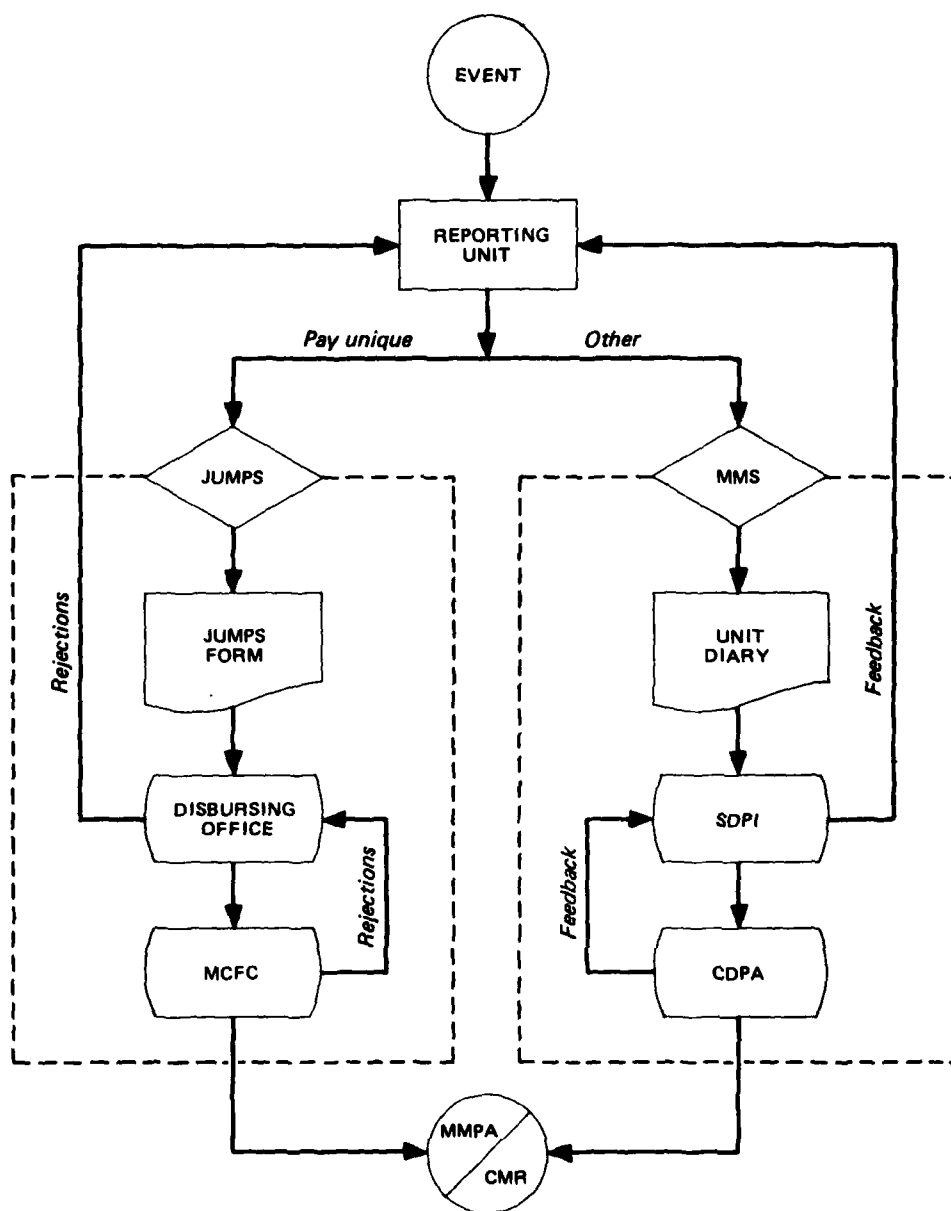 EVENT
REPORTING
UNIT
Pay unique
Other
JUMPS
MMS
JUMPS
FORM
UNIT
DIARY
Rejections
Feedback
DISBURSING
OFFICE
SDPI
Rejections
Feedback
MCFC
CDPA
MMPA
CMR